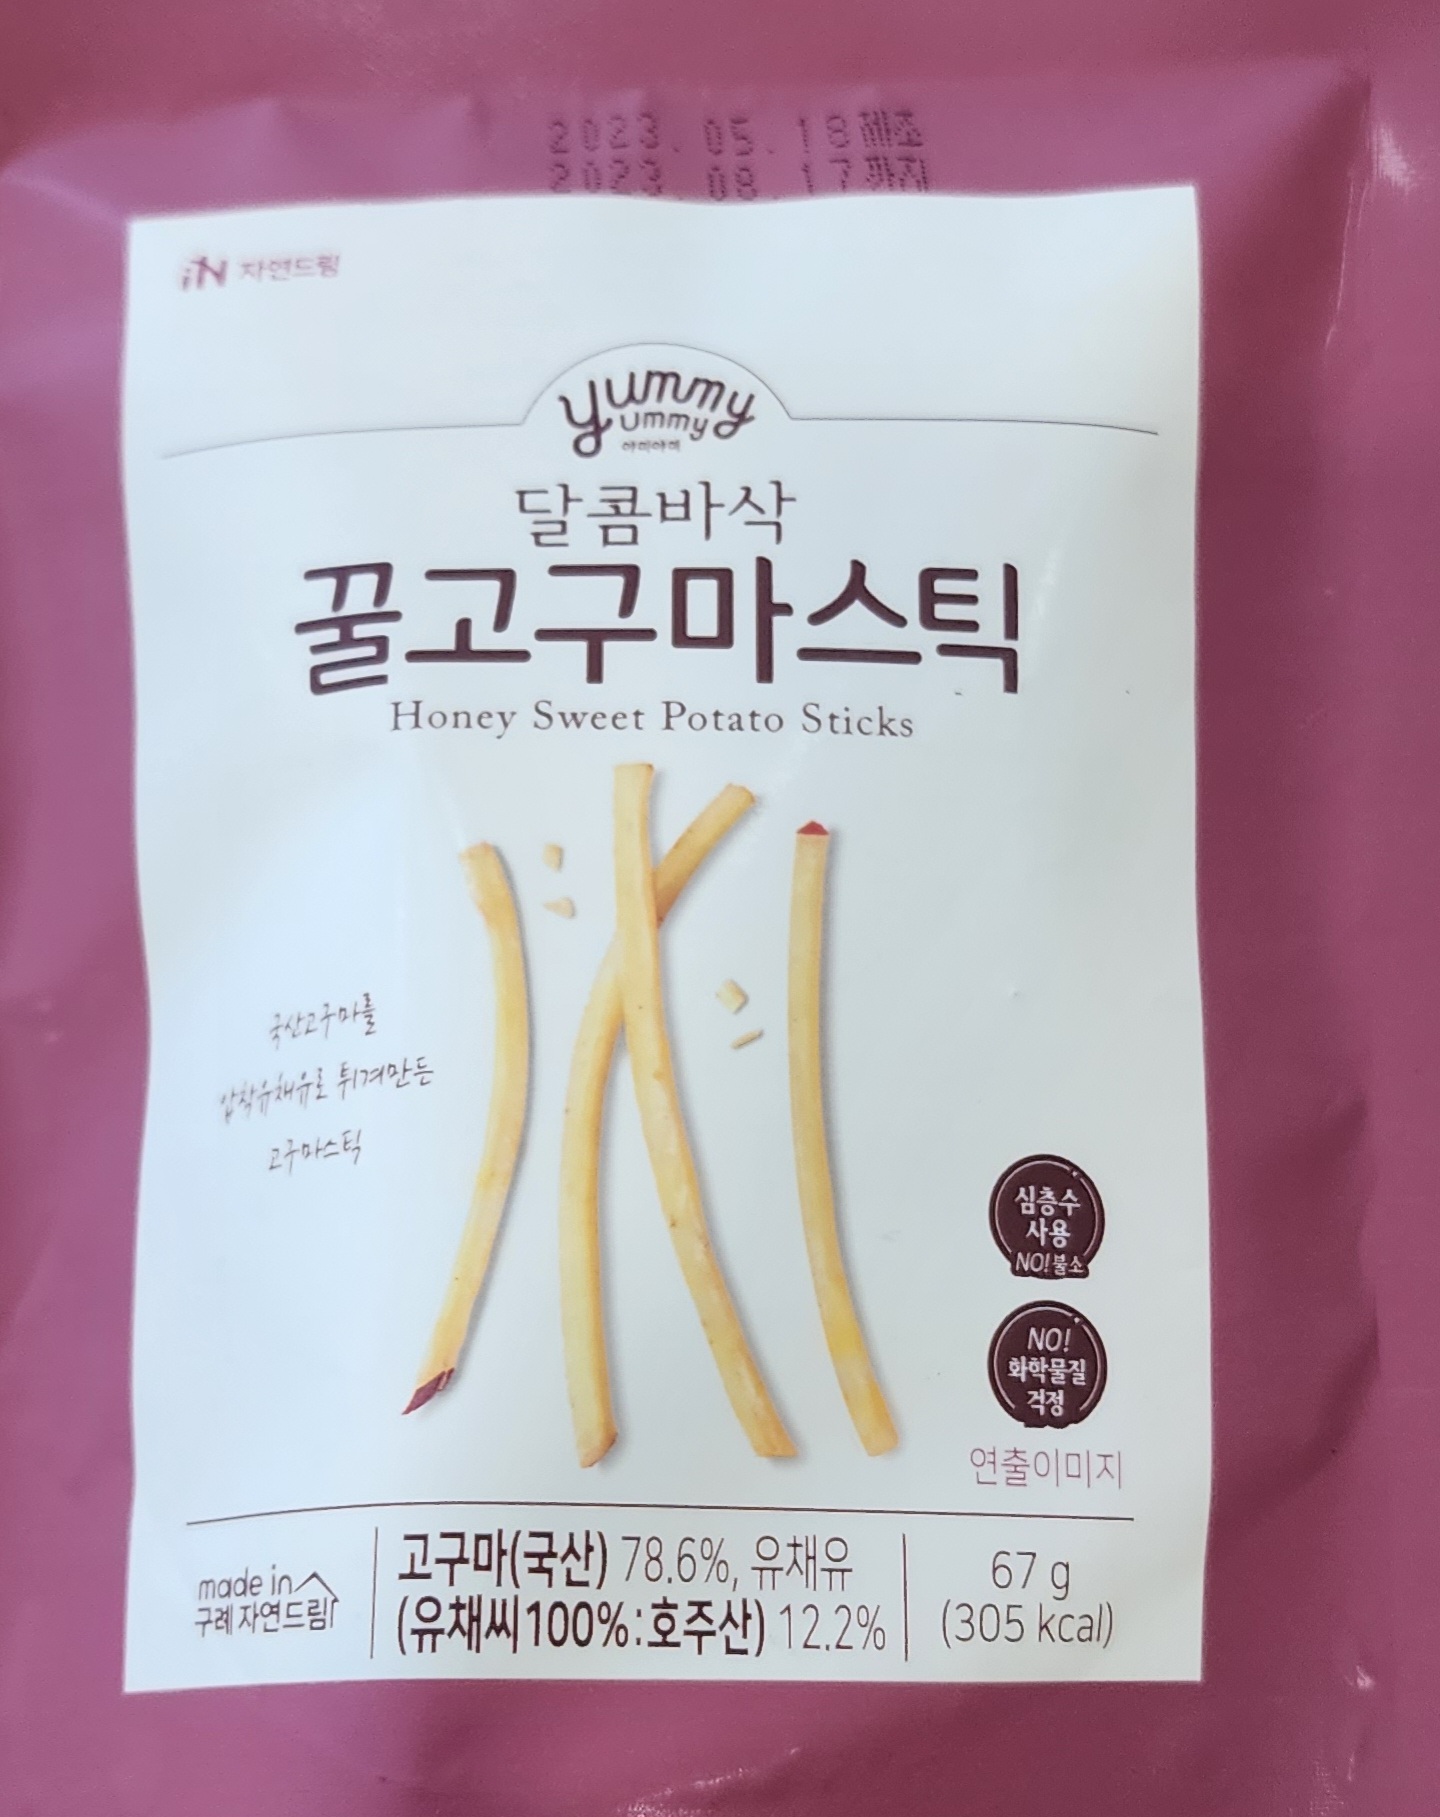 2023. 05. 18제조
2023. 08. 17까지
iN 자연드림
yummy
ummy
야미야미
달콤바삭
꿀고구마스틱
Honey Sweet Potato Sticks
국산고구마를
압착유채유로 튀겨만든
고구마스틱
심층수
사용
NO!불소
NO!
화학물질
걱정
연출이미지
made in
구례 자연드림
고구마(국산) 78.6%, 유채유
(유채씨100%:호주산) 12.2%
67 g
(305 kcal)